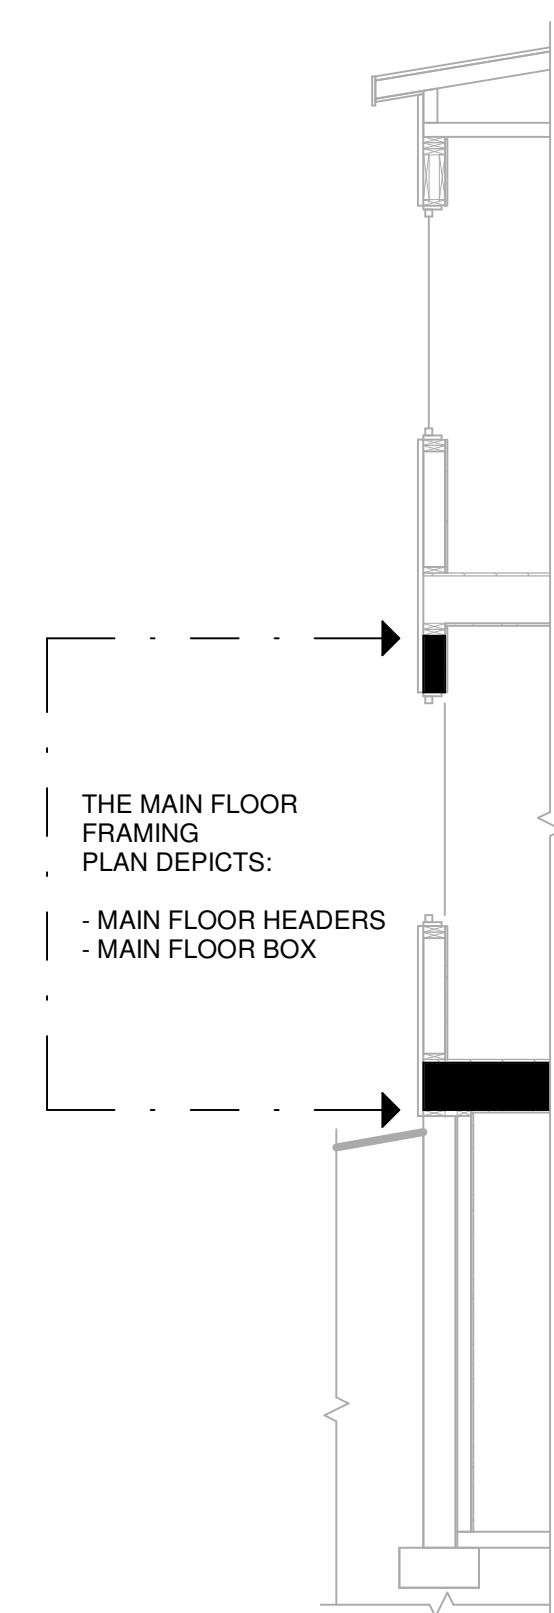 THE MAIN FLOOR
FRAMING
PLAN DEPICTS:
- MAIN FLOOR HEADERS
- MAIN FLOOR BOX